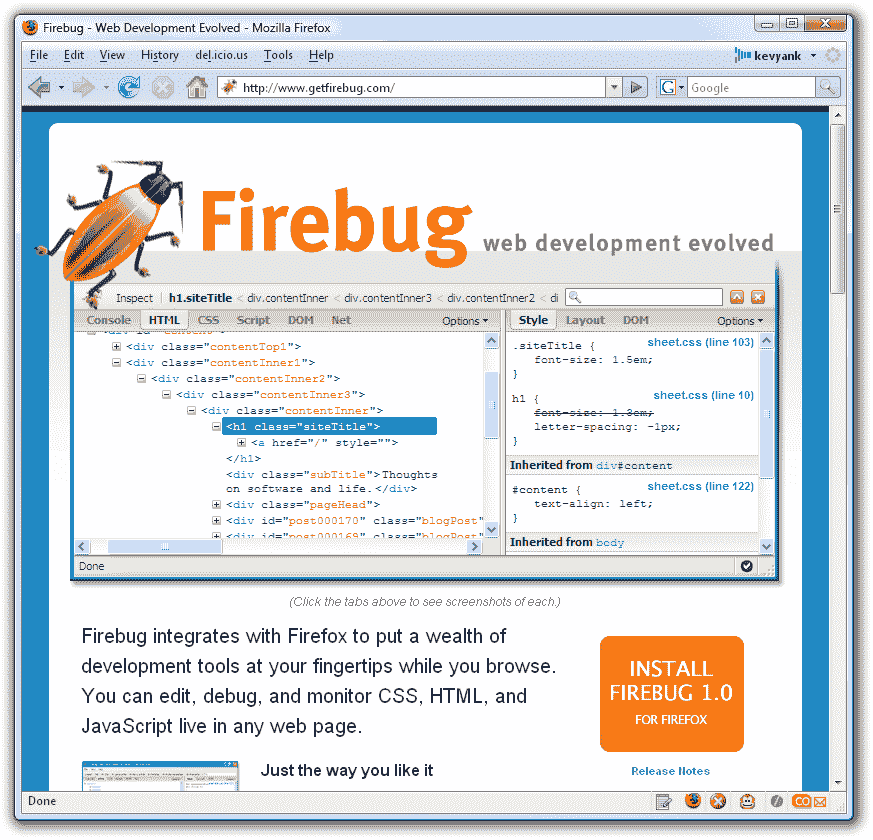 Firebug - Web Development Evolved - Mozilla Firefox
File Edit View History del.icio.us Tools Help kevyank
http://www.getfirebug.com/ G Google
Firebug web development evolved
Inspect h1.siteTitle < div.contentInner < div.contentInner3 < div.contentInner2 < di
Console HTML CSS Script DOM Net Options
Style Layout DOM Options
<div class="contentTop1">
<div class="contentInner1">
<div class="contentInner2">
<div class="contentInner3">
<div class="contentInner">
<h1 class="siteTitle">
<a href="/" style="">
</h1>
<div class="subTitle">Thoughts
on software and life.</div>
<div class="pageHead">
<div id="post000170" class="blogPost"
<div id="post000169" class="blogPost"
sheet.css (line 103)
.siteTitle {
font-size: 1.5em;
}
sheet.css (line 10)
h1 {
font-size: 1.3em;
letter-spacing: -1px;
}
Inherited from div#content
sheet.css (line 122)
#content {
text-align: left;
}
Inherited from body
Done
(Click the tabs above to see screenshots of each.)
Firebug integrates with Firefox to put a wealth of
development tools at your fingertips while you browse.
You can edit, debug, and monitor CSS, HTML, and
JavaScript live in any web page.
INSTALL
FIREBUG 1.0
FOR FIREFOX
Release Notes
Just the way you like it
Done
CO